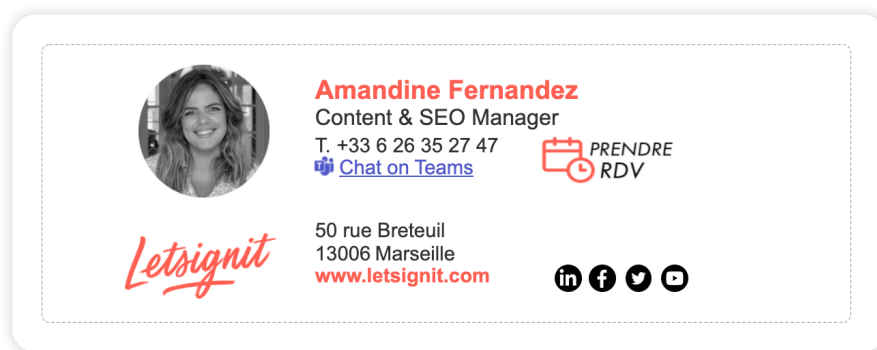 Amandine Fernandez
Content & SEO Manager
T. +33 6 26 35 27 47
Chat on Teams
PRENDRE
RDV
Letsignit
50 rue Breteuil
13006 Marseille
www.letsignit.com